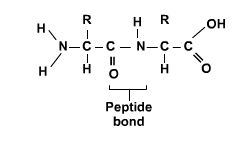 H R H R OH
N C C N C C
H H O H O
Peptide
bond